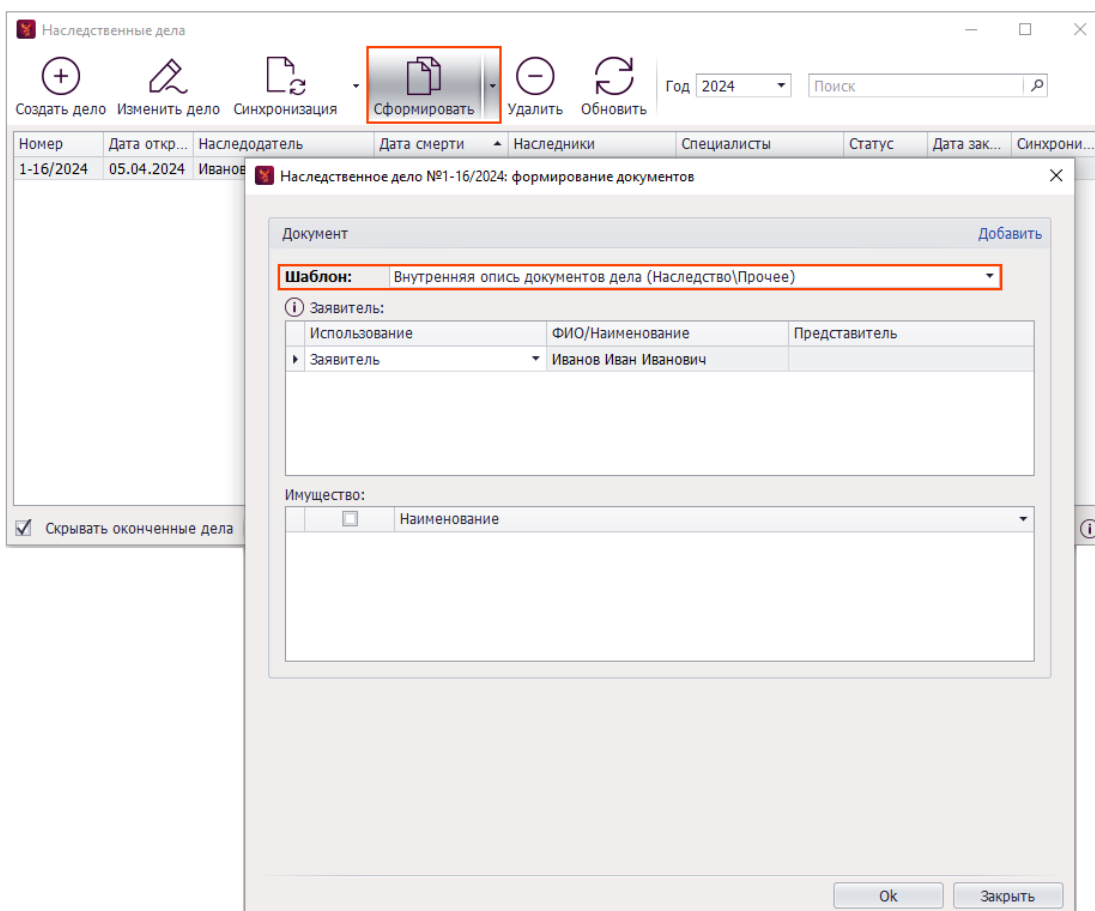 Наследственные дела
Создать дело Изменить дело Синхронизация Сформировать Удалить Обновить Год 2024 Поиск
Номер Дата откр... Наследодатель Дата смерти Наследники Специалисты Статус Дата зак... Синхрони...
1-16/2024 05.04.2024 Иванов
Наследственное дело №1-16/2024: формирование документов
Документ Добавить
Шаблон: Внутренняя опись документов дела (Наследство\Прочее)
Заявитель:
Использование ФИО/Наименование Представитель
Заявитель Иванов Иван Иванович
Имущество:
Наименование
Скрывать оконченные дела
Ok Закрыть